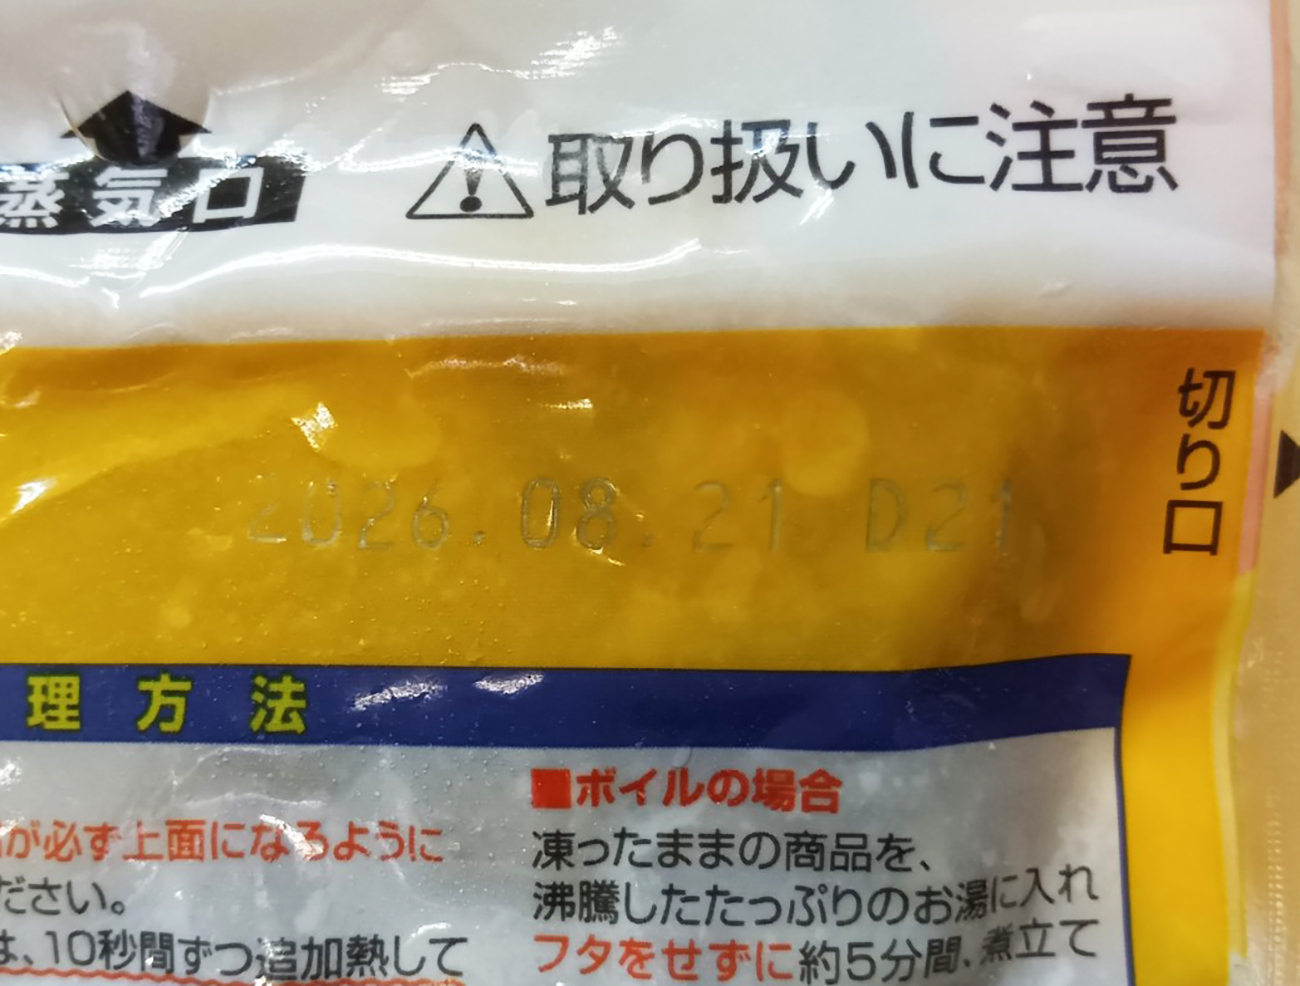 蒸気口
取り扱いに注意
切り口
2026.08.21 D21
理方法
が必ず上面になるように
ださい。
は、10秒間ずつ追加熱して
■ボイルの場合
凍ったままの商品を、
沸騰したたっぷりのお湯に入れ
フタをせずに約5分間、煮立て